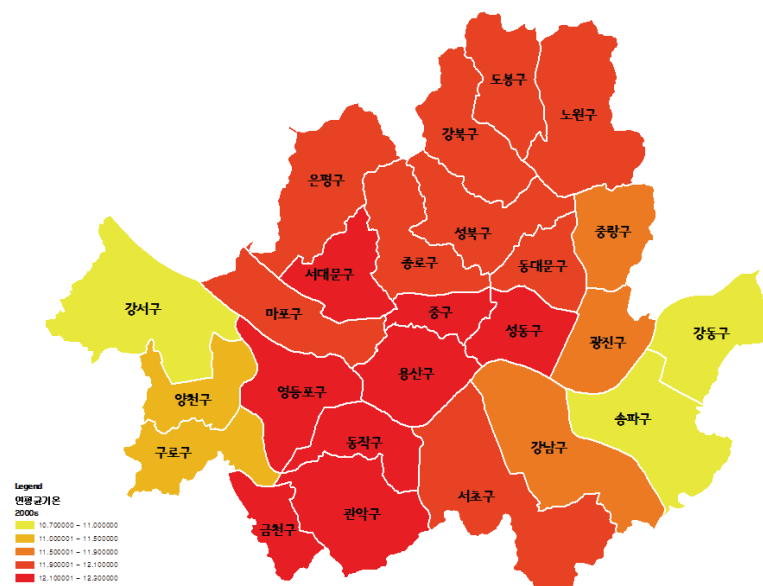 도봉구
노원구
강북구
은평구
중랑구
성북구
종로구
동대문구
서대문구
강서구
마포구
중구
성동구
광진구
강동구
용산구
영등포구
양천구
송파구
동작구
강남구
구로구
서초구
관악구
금천구
Legend
연평균기온
2000s
10.700000 - 11.000000
11.000001 - 11.500000
11.500001 - 11.900000
11.900001 - 12.100000
12.100001 - 12.300000